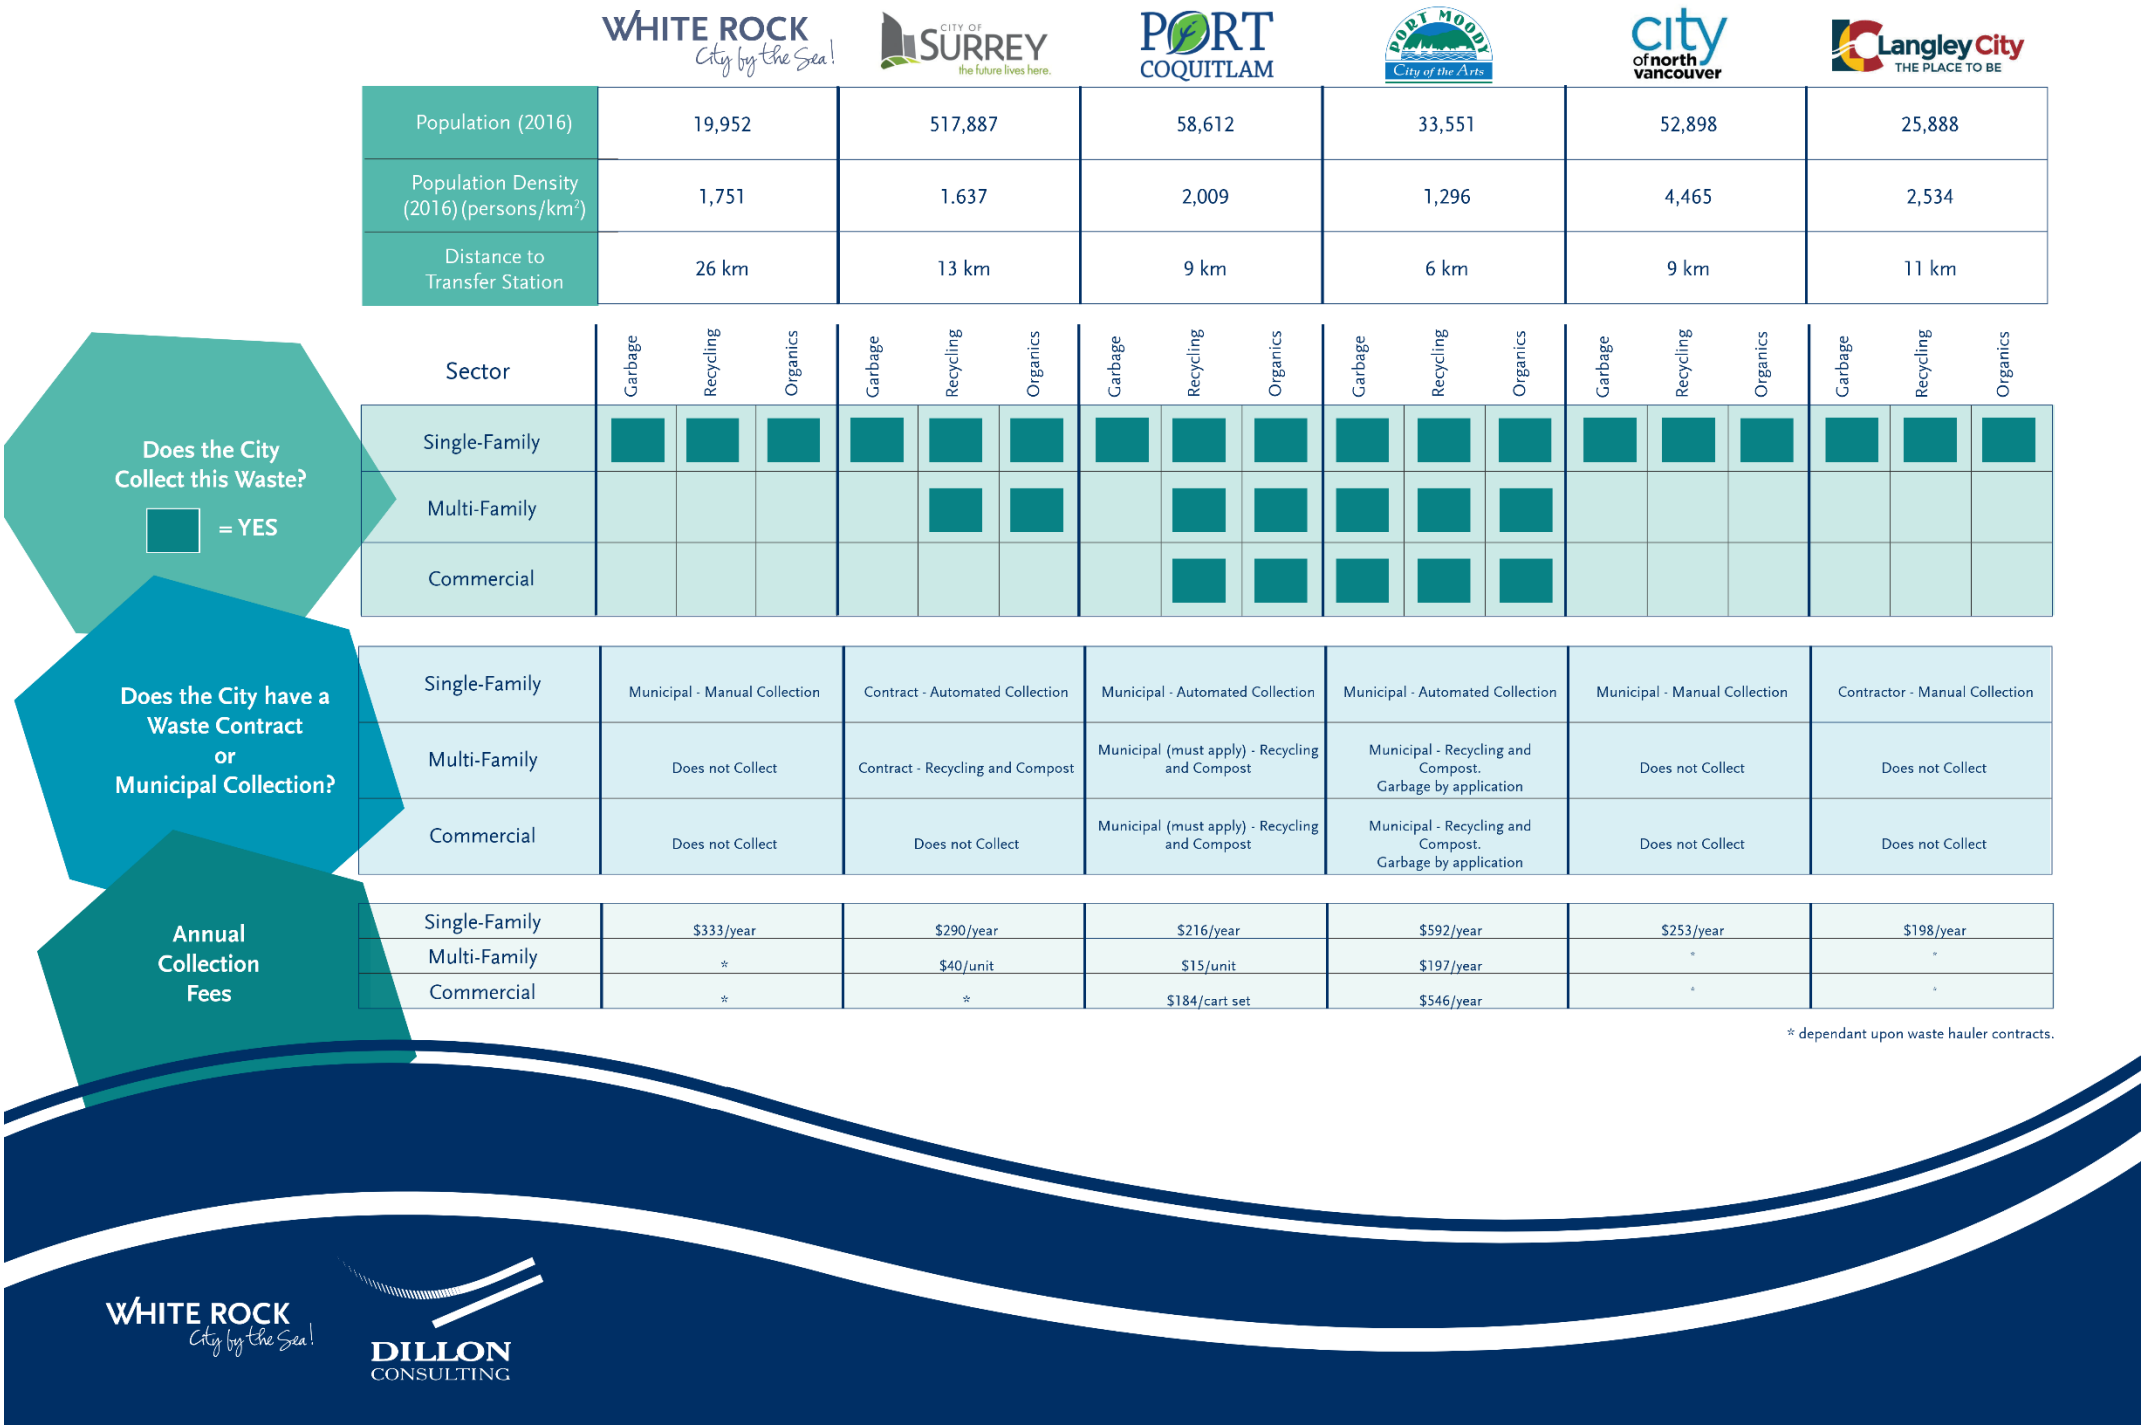 WHITE ROCK
City by the Sea!
CITY OF
SURREY
the future lives here.
PORT
COQUITLAM
PORT MOODY
City of the Arts
city
of north
vancouver
Langley City
THE PLACE TO BE
Population (2016) 19,952 517,887 58,612 33,551 52,898 25,888
Population Density
(2016) (persons/km²) 1,751 1.637 2,009 1,296 4,465 2,534
Distance to
Transfer Station 26 km 13 km 9 km 6 km 9 km 11 km
Sector Garbage Recycling Organics Garbage Recycling Organics Garbage Recycling Organics Garbage Recycling Organics Garbage Recycling Organics Garbage Recycling Organics
Does the City
Collect this Waste?
= YES
Single-Family
Multi-Family
Commercial
Does the City have a
Waste Contract
or
Municipal Collection?
Single-Family Municipal - Manual Collection Contract - Automated Collection Municipal - Automated Collection Municipal - Automated Collection Municipal - Manual Collection Contractor - Manual Collection
Multi-Family Does not Collect Contract - Recycling and Compost Municipal (must apply) - Recycling
and Compost Municipal - Recycling and
Compost.
Garbage by application Does not Collect Does not Collect
Commercial Does not Collect Does not Collect Municipal (must apply) - Recycling
and Compost Municipal - Recycling and
Compost.
Garbage by application Does not Collect Does not Collect
Annual
Collection
Fees
Single-Family $333/year $290/year $216/year $592/year $253/year $198/year
Multi-Family * $40/unit $15/unit $197/year * *
Commercial * * $184/cart set $546/year * *
* dependant upon waste hauler contracts.
WHITE ROCK
City by the Sea!
DILLON
CONSULTING